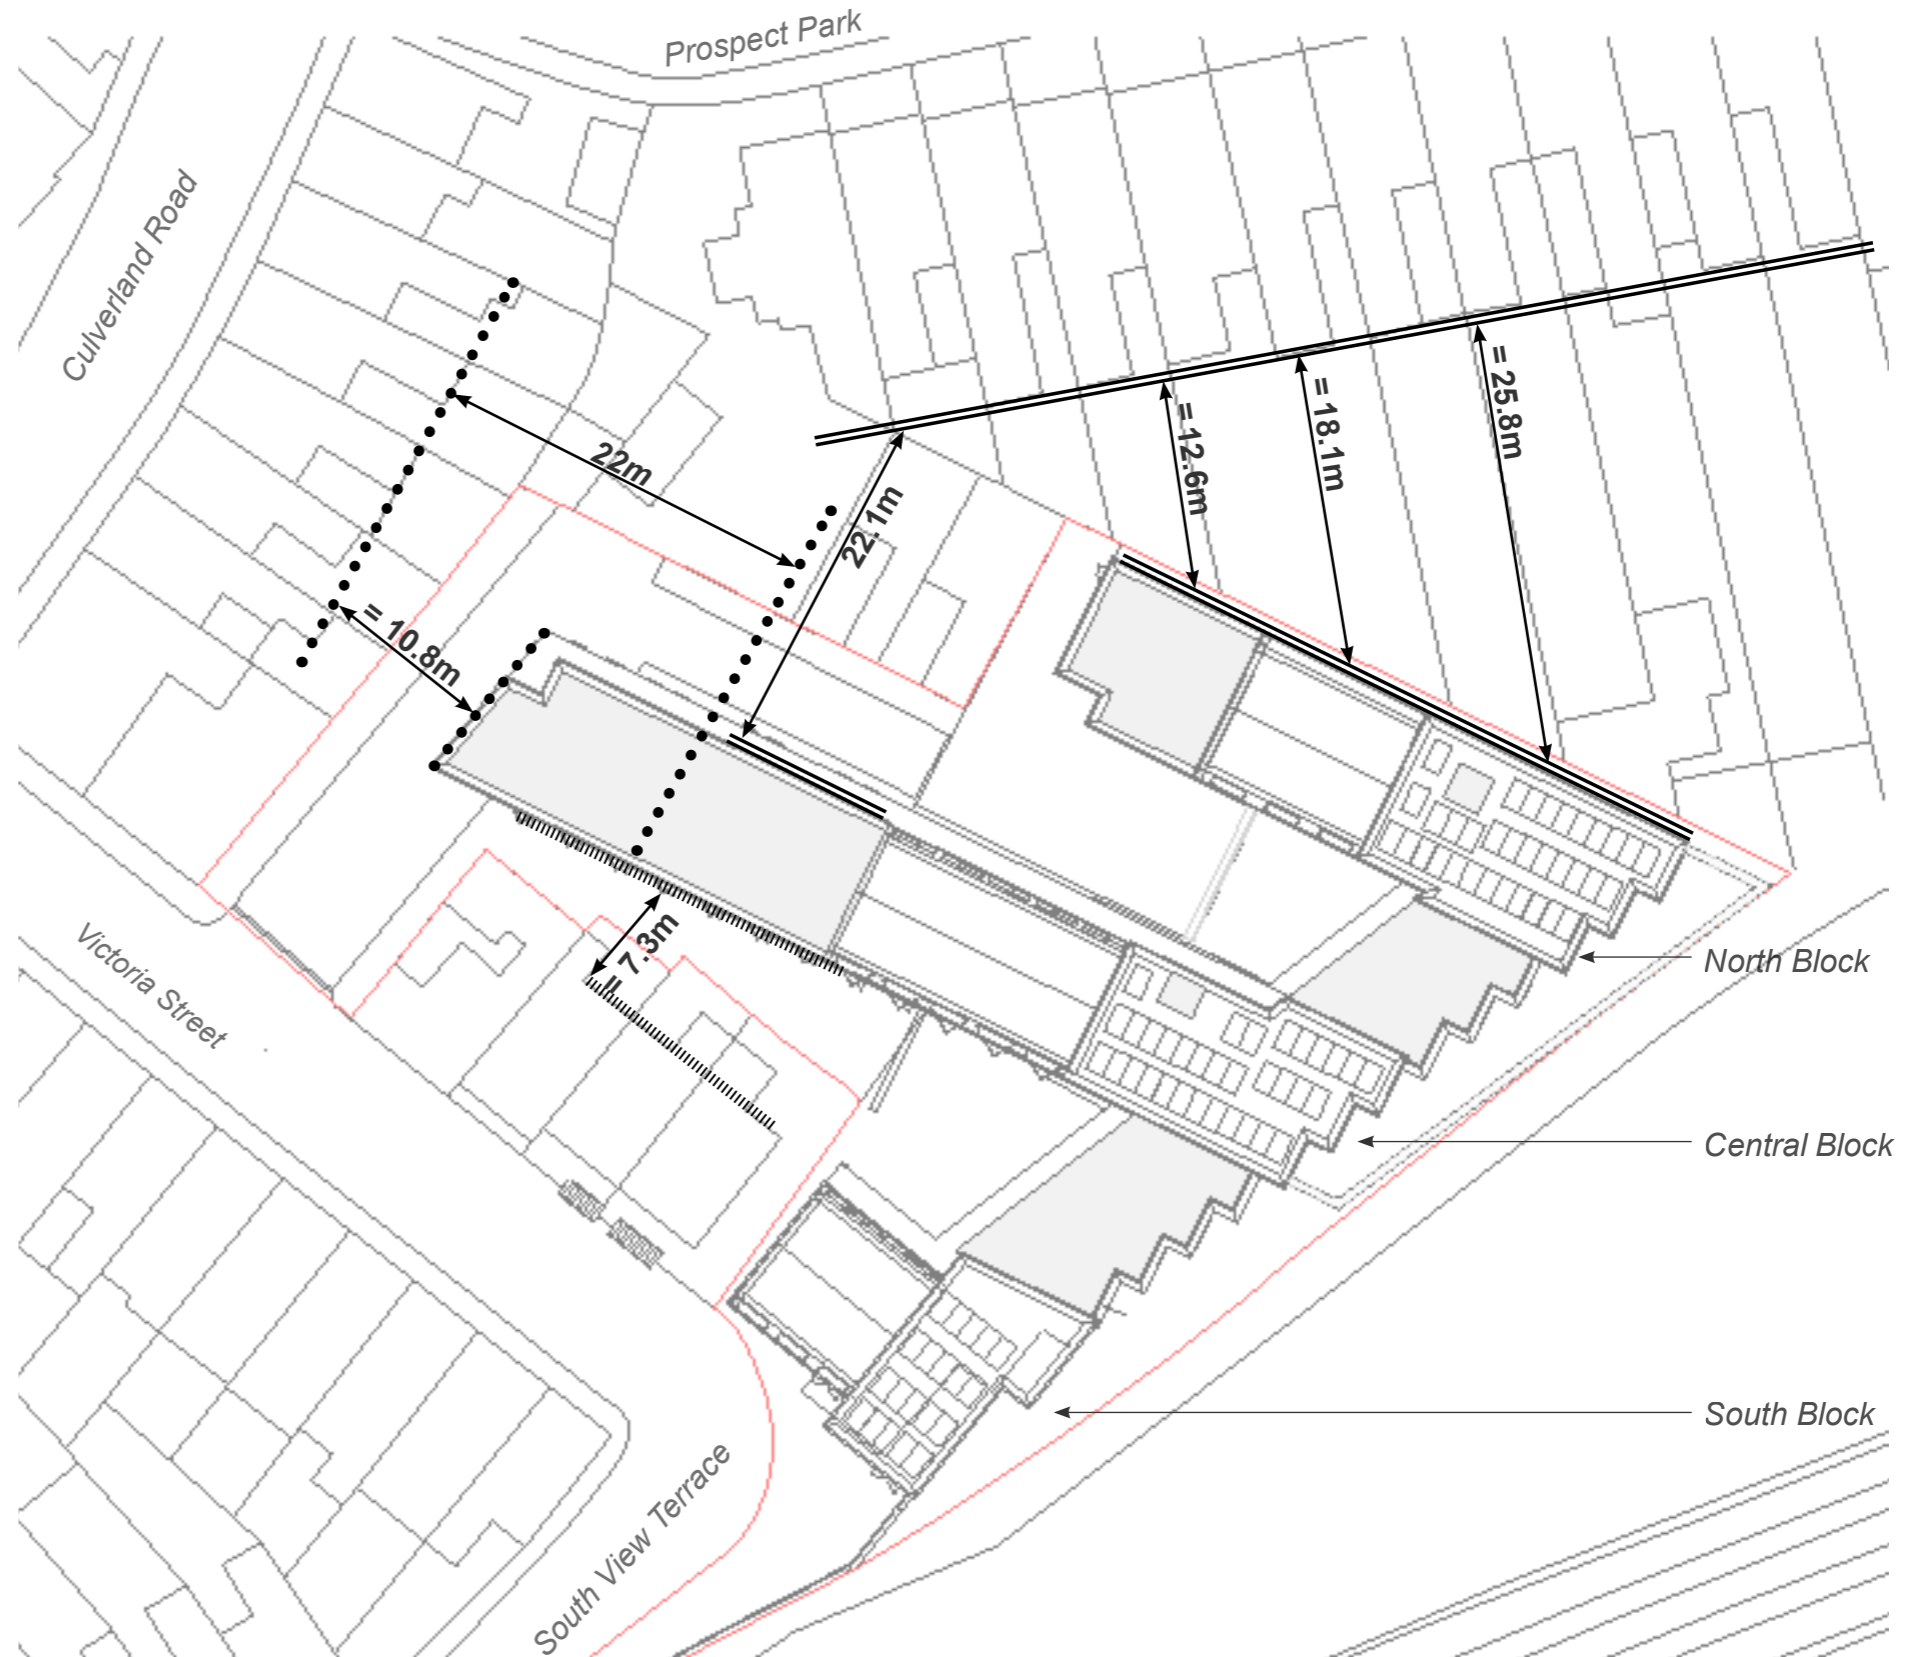 Prospect Park
Culverland Road
22m
22.1m
= 12.6m
= 18.1m
= 25.8m
= 10.8m
= 7.3m
Victoria Street
North Block
Central Block
South Block
South View Terrace